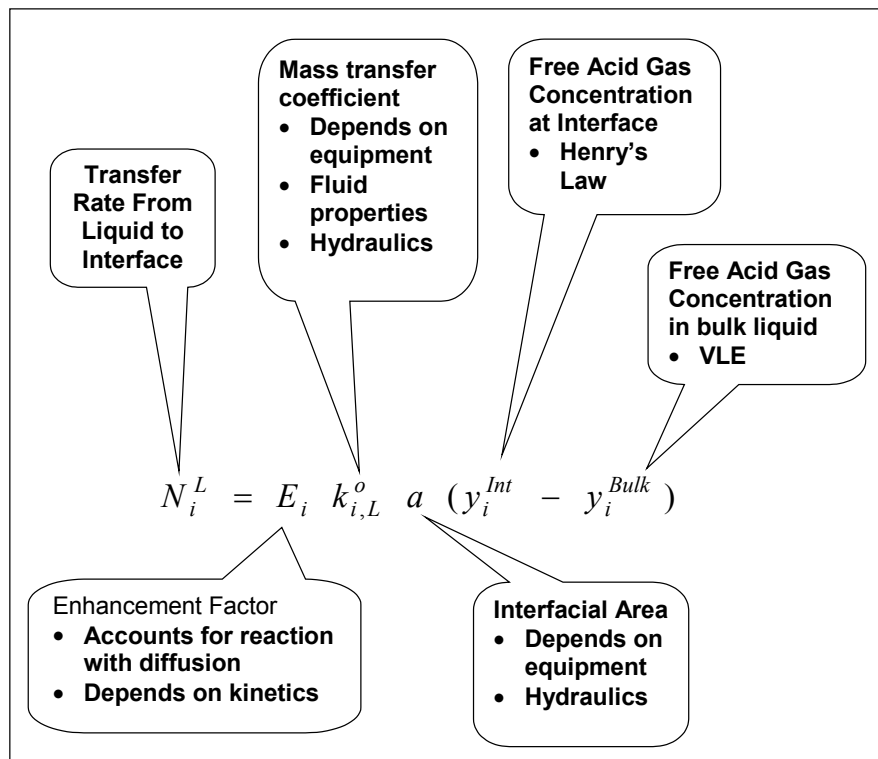 Mass transfer
coefficient
• Depends on
equipment
• Fluid
properties
• Hydraulics
Free Acid Gas
Concentration
at Interface
• Henry's
Law
Transfer
Rate From
Liquid to
Interface
Free Acid Gas
Concentration
in bulk liquid
• VLE
N_i^L = E_i k_{i,L}^o a (y_i^{Int} − y_i^{Bulk})
Enhancement Factor
• Accounts for reaction
with diffusion
• Depends on kinetics
Interfacial Area
• Depends on
equipment
• Hydraulics